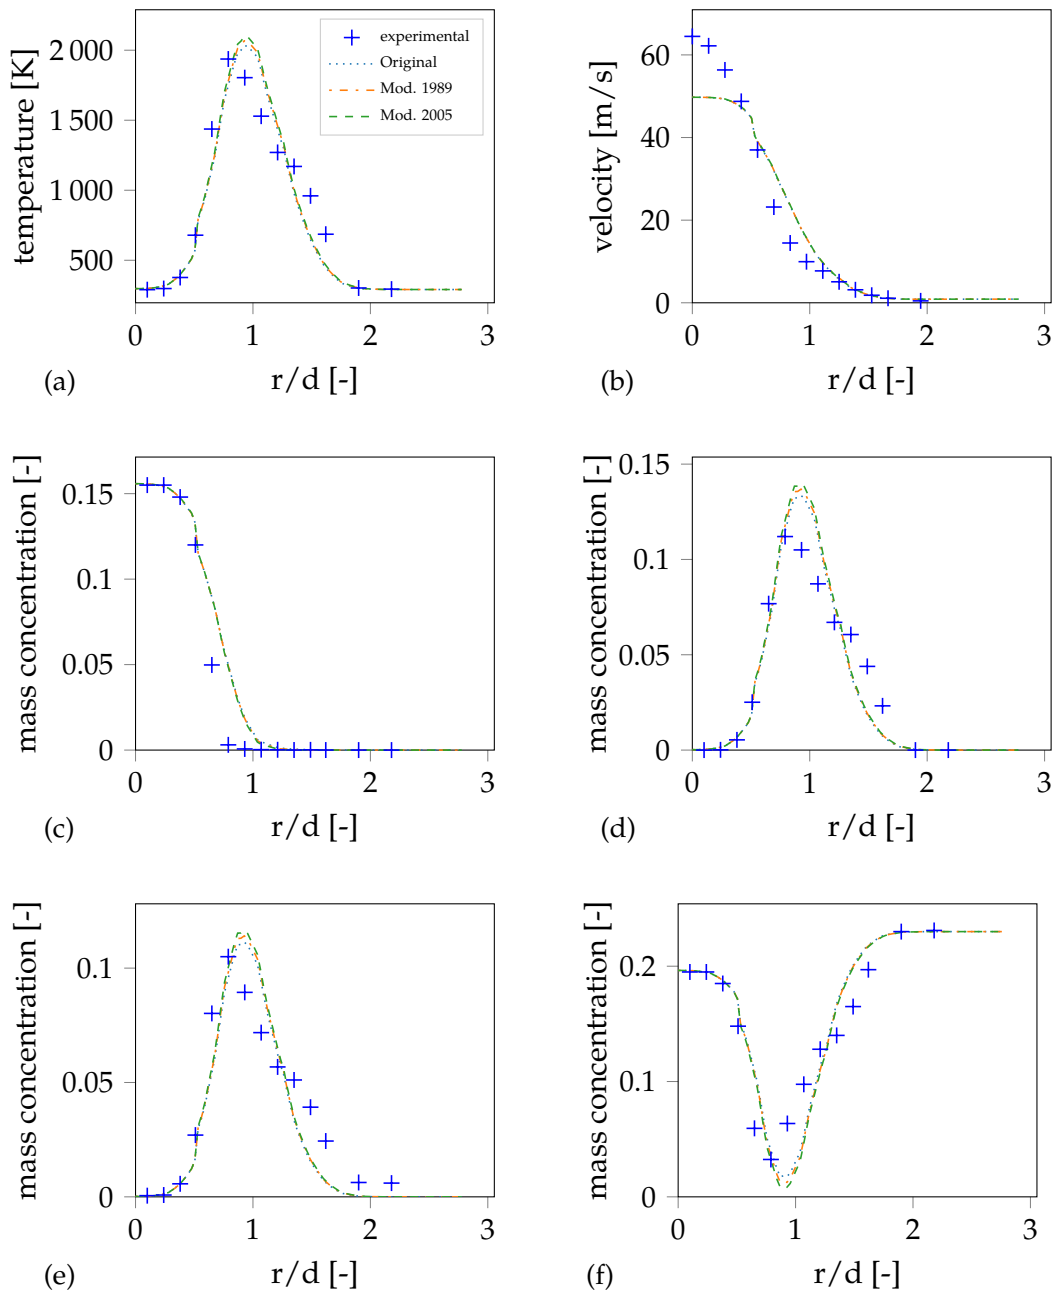 temperature [K]
2 000
1 500
1 000
500
experimental
Original
Mod. 1989
Mod. 2005
0 1 2 3
r/d [-]
(a)
velocity [m/s]
60
40
20
0
0 1 2 3
r/d [-]
(b)
mass concentration [-]
0.15
0.1
0.05
0
0 1 2 3
r/d [-]
(c)
mass concentration [-]
0.15
0.1
0.05
0
0 1 2 3
r/d [-]
(d)
mass concentration [-]
0.1
0.05
0
0 1 2 3
r/d [-]
(e)
mass concentration [-]
0.2
0.1
0
0 1 2 3
r/d [-]
(f)